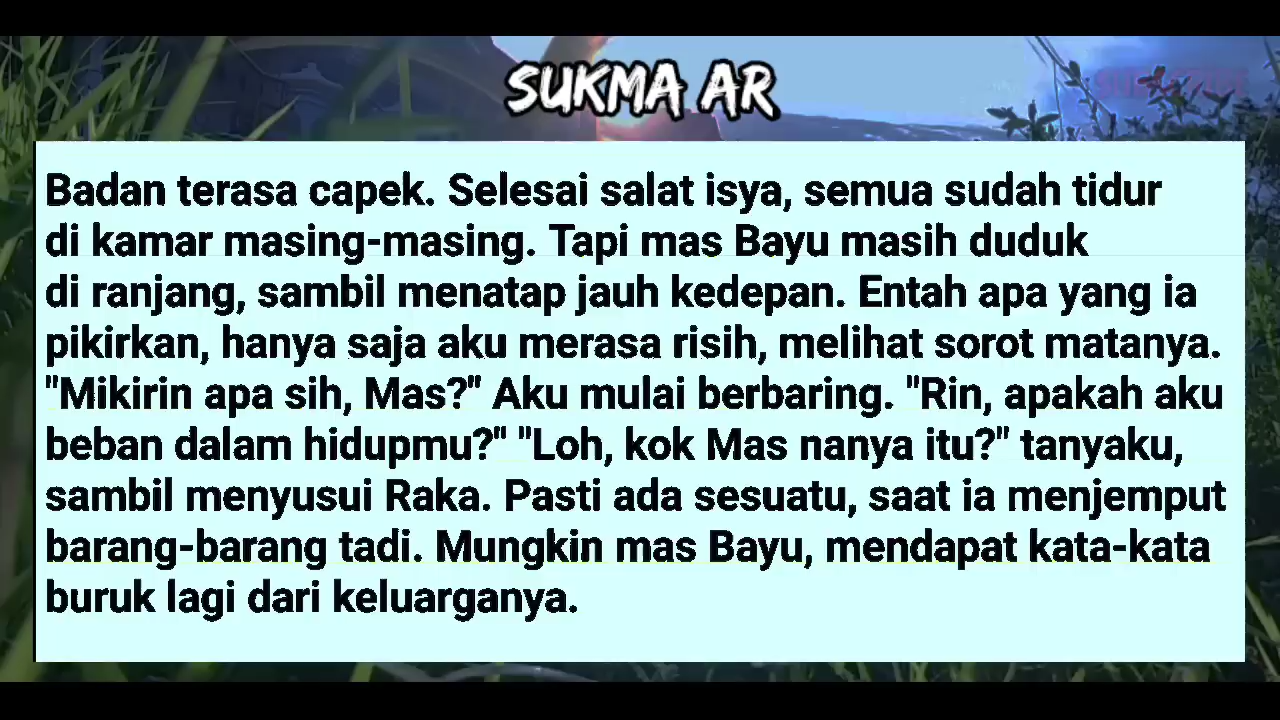 SUKMA AR
Badan terasa capek. Selesai salat isya, semua sudah tidur
di kamar masing-masing. Tapi mas Bayu masih duduk
di ranjang, sambil menatap jauh kedepan. Entah apa yang ia
pikirkan, hanya saja aku merasa risih, melihat sorot matanya.
"Mikirin apa sih, Mas?" Aku mulai berbaring. "Rin, apakah aku
beban dalam hidupmu?" "Loh, kok Mas nanya itu?" tanyaku,
sambil menyusui Raka. Pasti ada sesuatu, saat ia menjemput
barang-barang tadi. Mungkin mas Bayu, mendapat kata-kata
buruk lagi dari keluarganya.